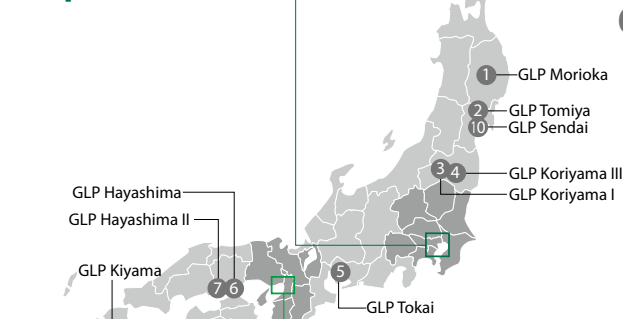 1 GLP Morioka
2 GLP Tomiya
10 GLP Sendai
3 4 GLP Koriyama III
GLP Koriyama I
GLP Hayashima
GLP Hayashima II
GLP Kiyama
7 6
5
GLP Tokai